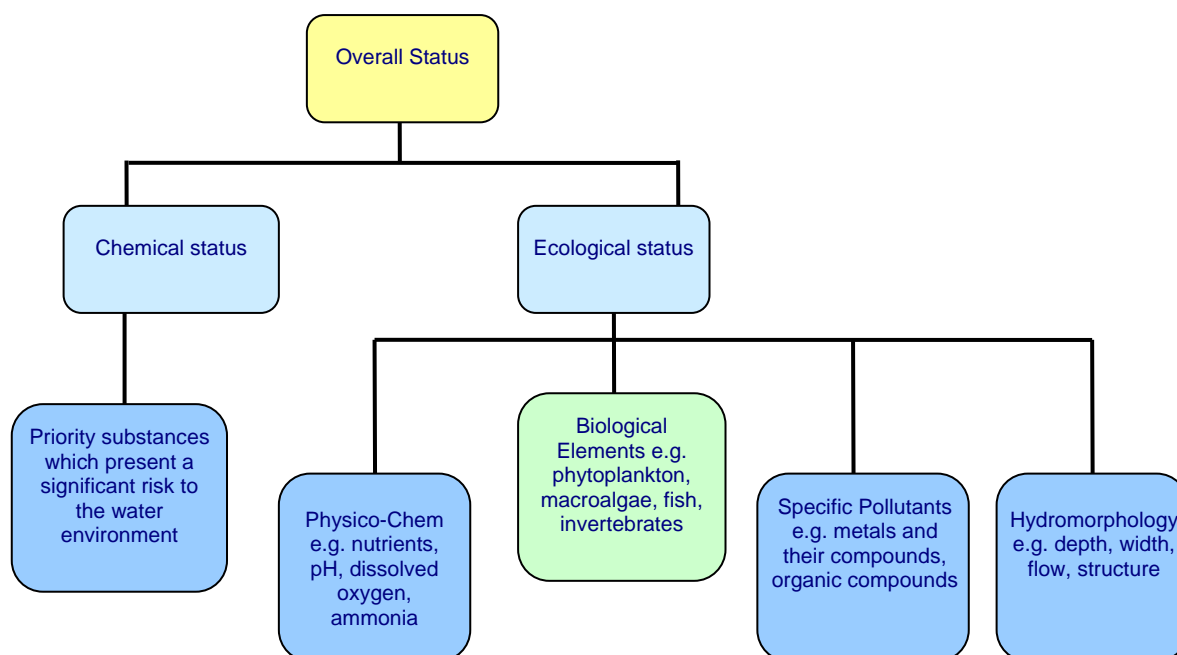 Overall Status
Chemical status
Ecological status
Priority substances
which present a
significant risk to
the water
environment
Physico-Chem
e.g. nutrients,
pH, dissolved
oxygen,
ammonia
Biological
Elements e.g.
phytoplankton,
macroalgae, fish,
invertebrates
Specific Pollutants
e.g. metals and
their compounds,
organic compounds
Hydromorphology
e.g. depth, width,
flow, structure